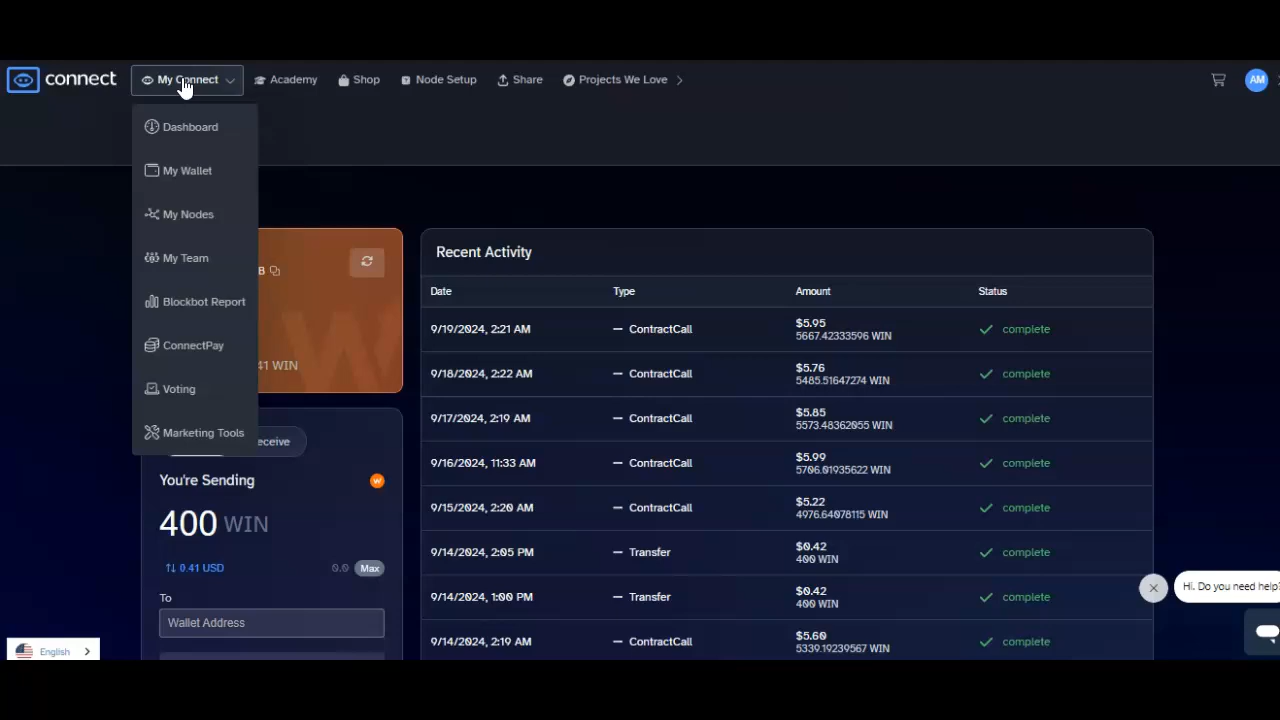 connect
My Connect
Academy
Shop
Node Setup
Share
Projects We Love
AM
Dashboard
My Wallet
My Nodes
My Team
Blockbot Report
ConnectPay
Voting
Marketing Tools
B
41 WIN
eceive
You're Sending
400 WIN
0.41 USD
0.0 Max
To
Wallet Address
Recent Activity
Date Type Amount Status
9/19/2024, 2:21 AM — ContractCall $5.95 complete
5667.42333596 WIN
9/18/2024, 2:22 AM — ContractCall $5.76 complete
5485.51647274 WIN
9/17/2024, 2:19 AM — ContractCall $5.85 complete
5573.48362055 WIN
9/16/2024, 11:33 AM — ContractCall $5.99 complete
5706.01935622 WIN
9/15/2024, 2:20 AM — ContractCall $5.22 complete
4976.64078115 WIN
9/14/2024, 2:05 PM — Transfer $0.42 complete
400 WIN
9/14/2024, 1:00 PM — Transfer $0.42 complete
400 WIN
9/14/2024, 2:19 AM — ContractCall $5.60 complete
5339.19239567 WIN
Hi. Do you need help?
English